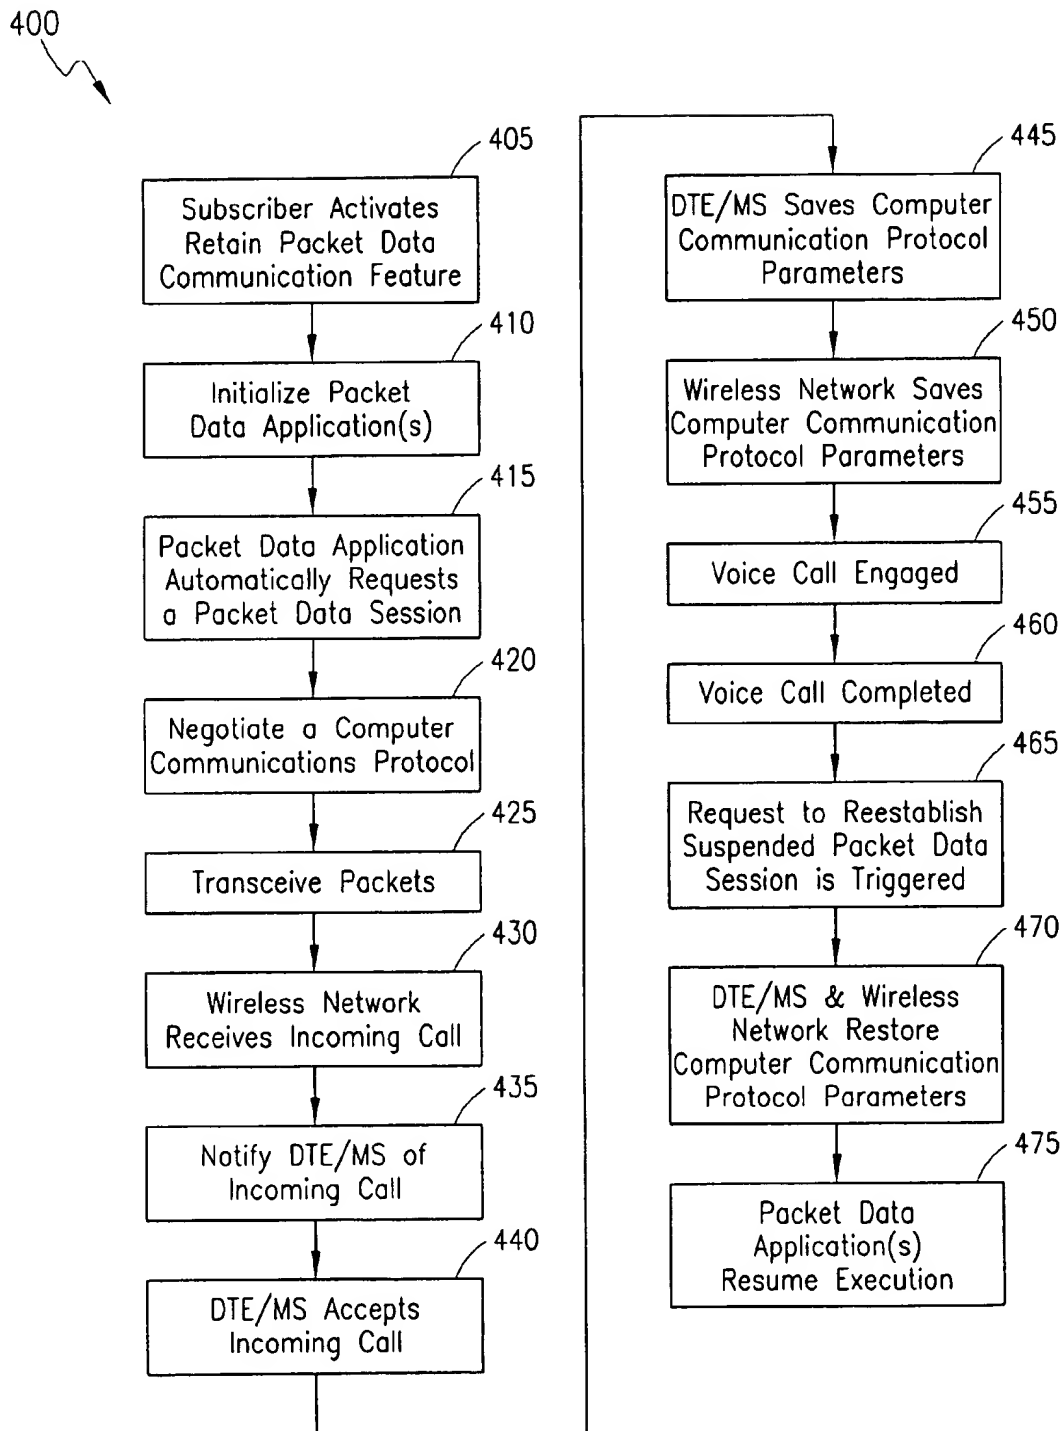 400
405
Subscriber Activates
Retain Packet Data
Communication Feature
410
Initialize Packet
Data Application(s)
415
Packet Data Application
Automatically Requests
a Packet Data Session
420
Negotiate a Computer
Communications Protocol
425
Transceive Packets
430
Wireless Network
Receives Incoming Call
435
Notify DTE/MS of
Incoming Call
440
DTE/MS Accepts
Incoming Call
445
DTE/MS Saves Computer
Communication Protocol
Parameters
450
Wireless Network Saves
Computer Communication
Protocol Parameters
455
Voice Call Engaged
460
Voice Call Completed
465
Request to Reestablish
Suspended Packet Data
Session is Triggered
470
DTE/MS & Wireless
Network Restore
Computer Communication
Protocol Parameters
475
Packet Data
Application(s)
Resume Execution